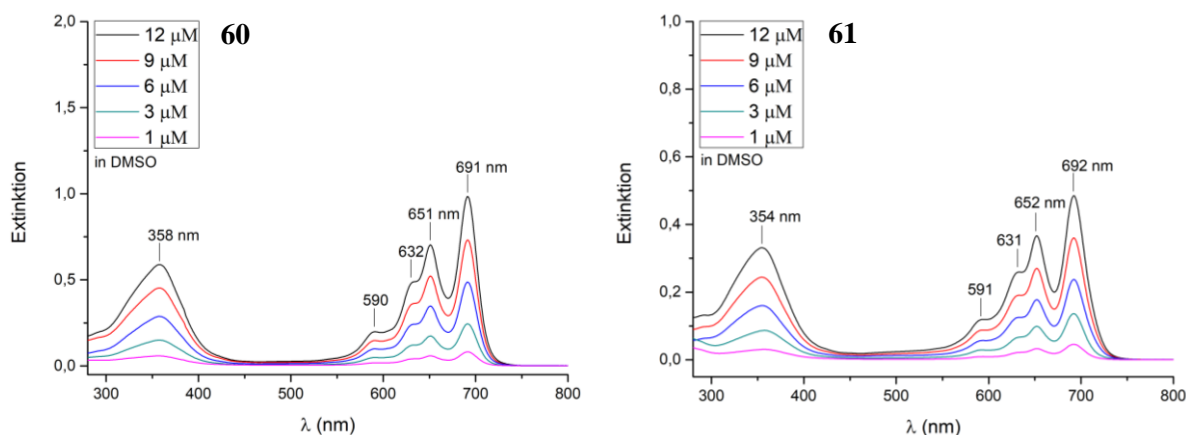 60
2,0
1,5
1,0
0,5
0,0
Extinktion
12 μM
9 μM
6 μM
3 μM
1 μM
in DMSO
358 nm
590
632
651 nm
691 nm
300 400 500 600 700 800
λ (nm)
61
1,0
0,8
0,6
0,4
0,2
0,0
Extinktion
12 μM
9 μM
6 μM
3 μM
1 μM
in DMSO
354 nm
591
631
652 nm
692 nm
300 400 500 600 700 800
λ (nm)